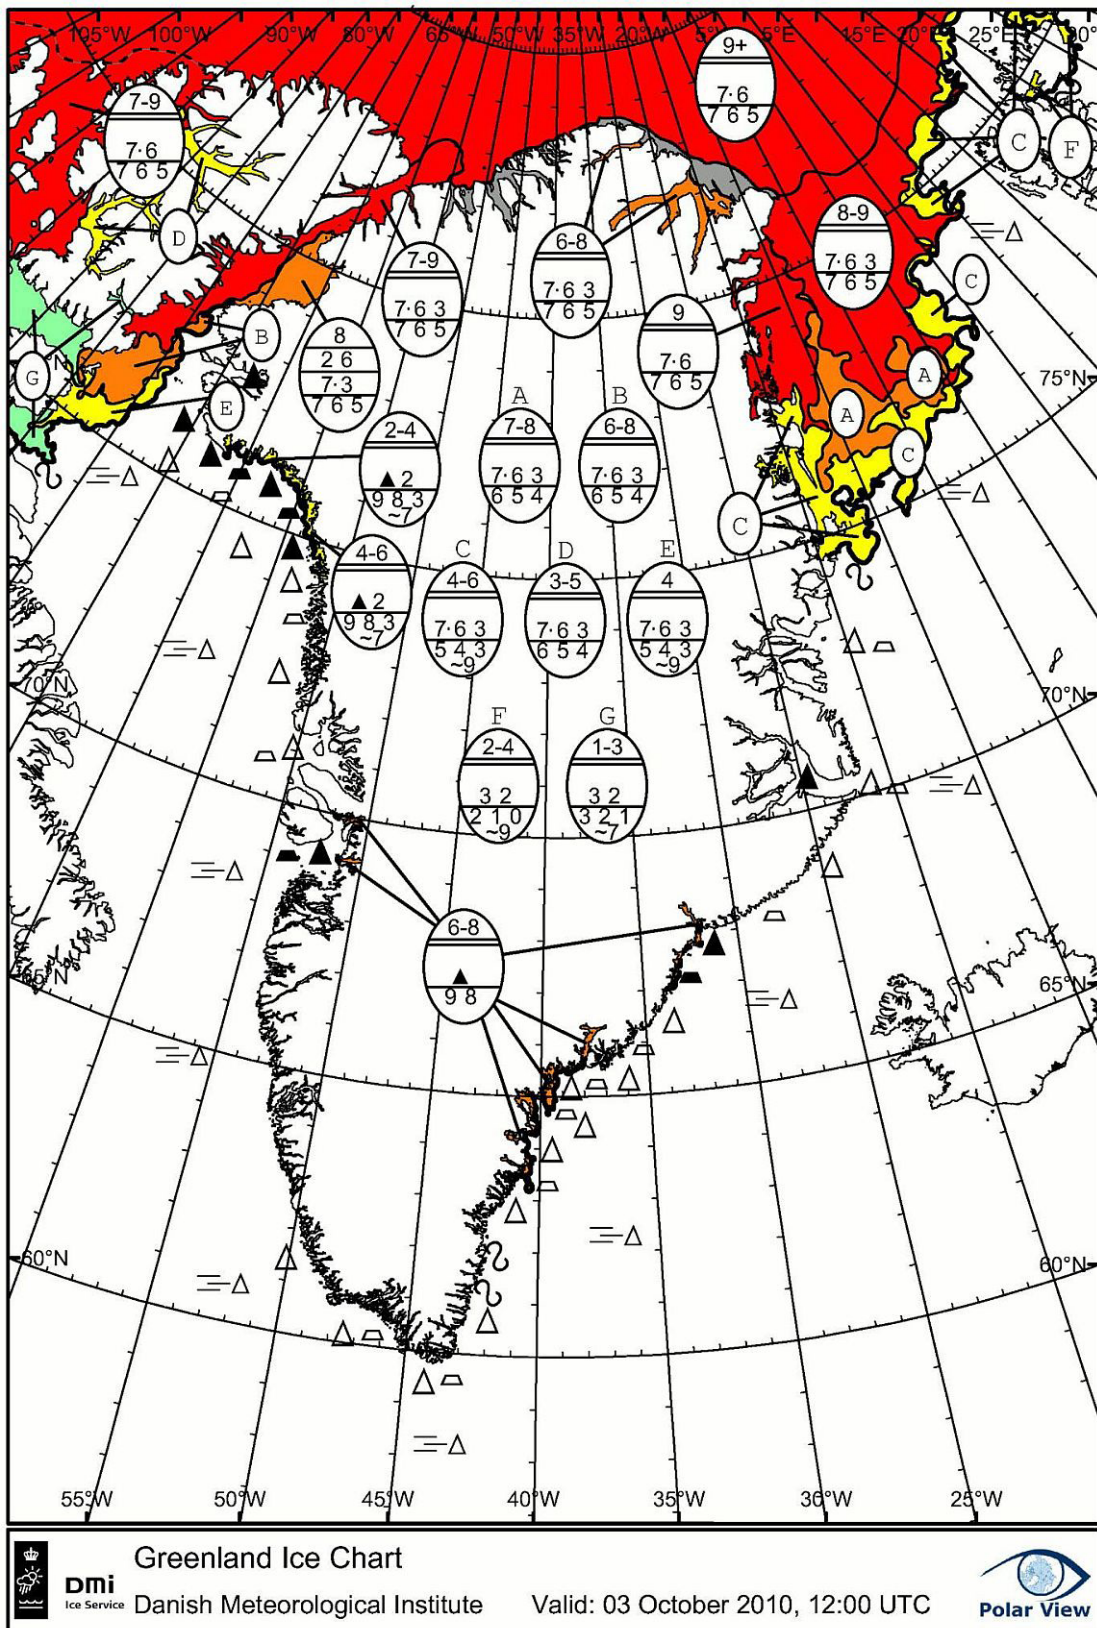 105°W 100°W 90°W 80°W 65°W 50°W 35°W 20°W 5°W 5°E 15°E 20°E 25°E 30°
9+
7·6
7 6 5
7-9
7·6
7 6 5
C
F
D
8-9
7·6 3
7 6 5
7-9
7·6 3
7 6 5
6-8
7·6 3
7 6 5
C
9
7·6
7 6 5
B
8
2 6
7·3
7 6 5
G
E
A
75°N
A
C
2-4
▲2
9 8 3
~7
A
7-8
7·6 3
6 5 4
B
6-8
7·6 3
6 5 4
C
4-6
▲2
9 8 3
~7
C
4-6
7·6 3
5 4 3
~9
D
3-5
7·6 3
6 5 4
E
4
7·6 3
5 4 3
~9
70°N
70°N
F
2-4
3 2
2 1 0
~9
G
1-3
3 2
3 2 1
~7
6-8
▲
9 8
65°N
65°N
60°N
60°N
55°W 50°W 45°W 40°W 35°W 30°W 25°W
Greenland Ice Chart
DMi
Ice Service
Danish Meteorological Institute Valid: 03 October 2010, 12:00 UTC
Polar View